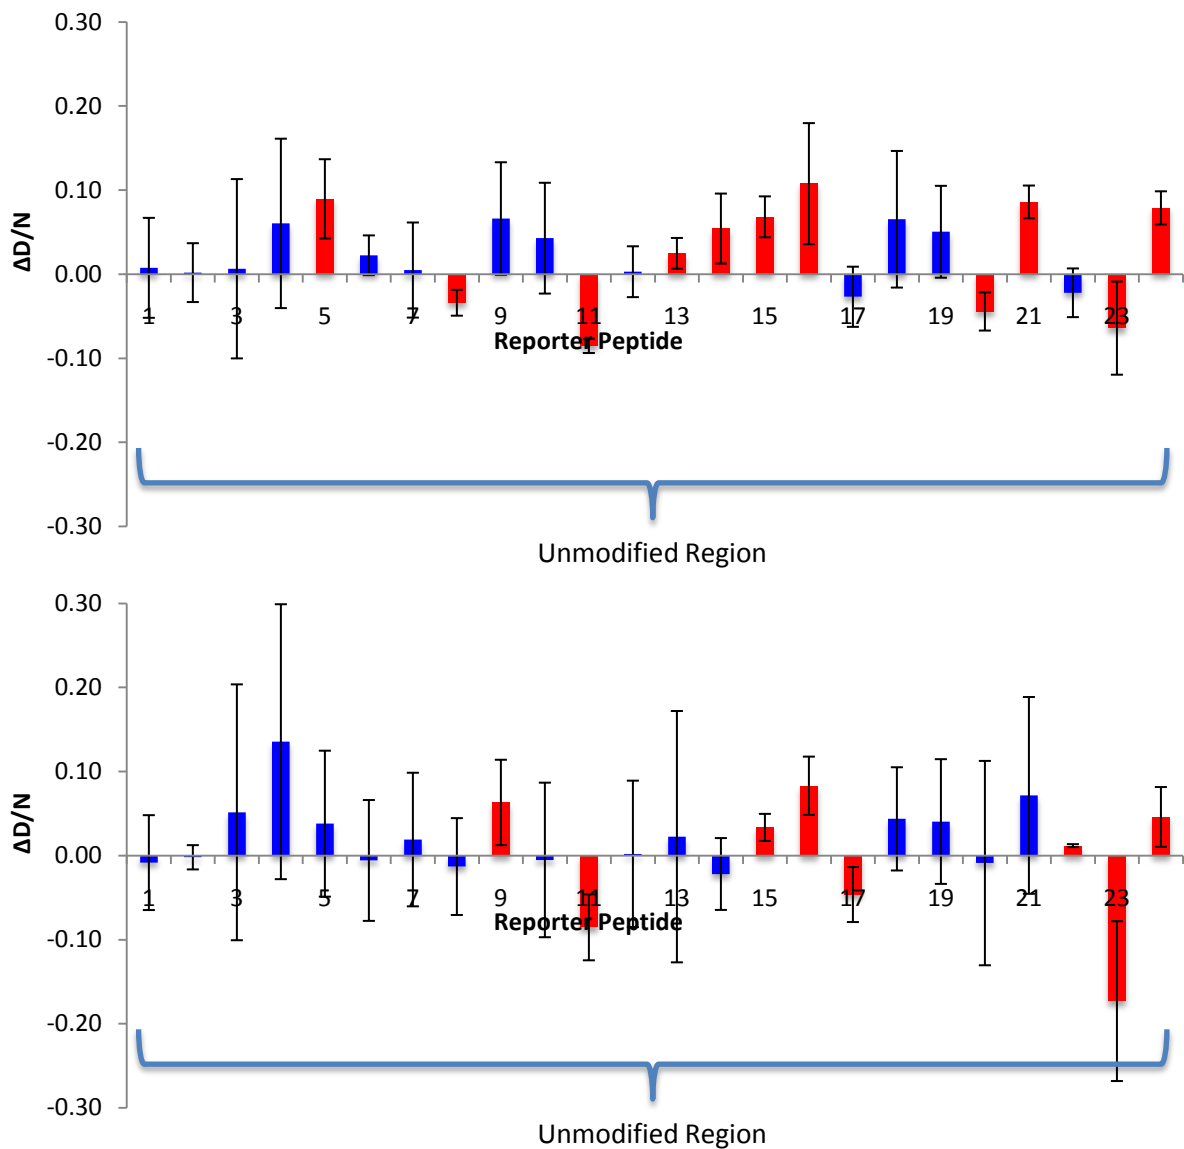 0.30
0.20
0.10
0.00
-0.10
-0.20
-0.30
ΔD/N
1 3 5 7 9 11 13 15 17 19 21 23
Reporter Peptide
Unmodified Region
0.30
0.20
0.10
0.00
-0.10
-0.20
-0.30
ΔD/N
1 3 5 7 9 11 13 15 17 19 21 23
Reporter Peptide
Unmodified Region